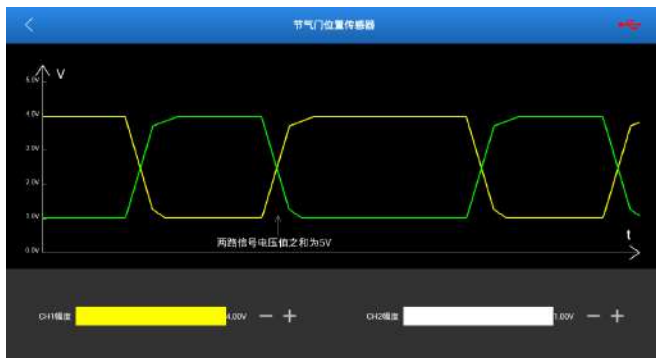 节气门位置传感器
V
5.0V
4.0V
3.0V
2.0V
1.0V
0.0V
两路信号电压值之和为5V
t
CH1幅度 4.00V
CH2幅度 1.00V